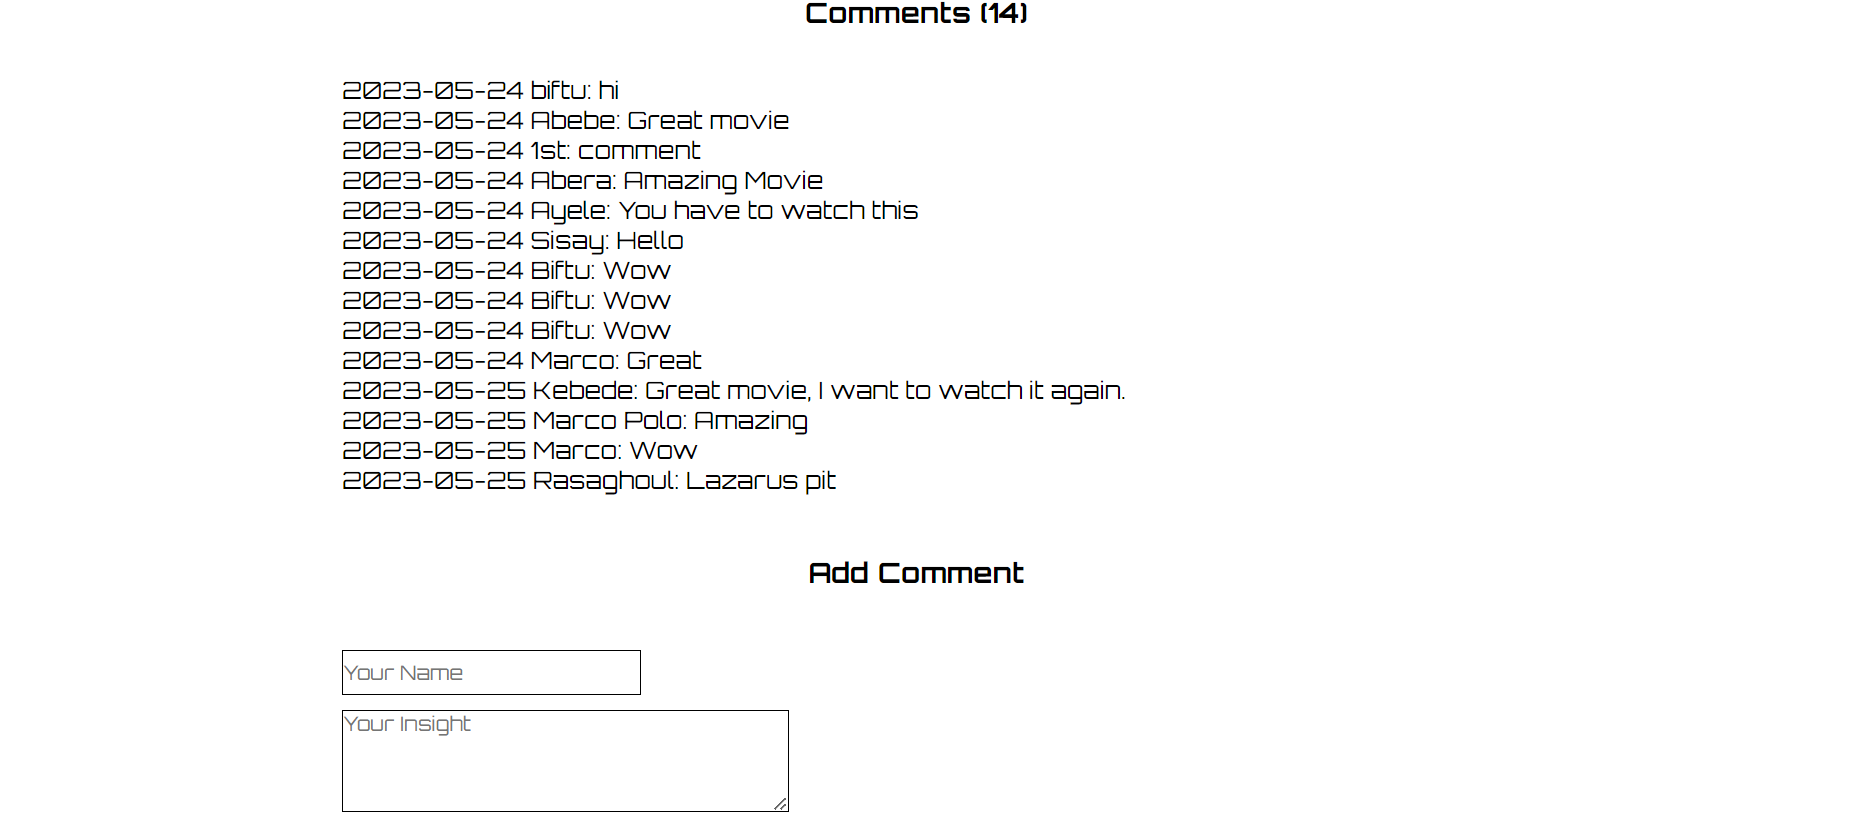 Comments (14)
2023-05-24 biftu: hi
2023-05-24 Abebe: Great movie
2023-05-24 1st: comment
2023-05-24 Abera: Amazing Movie
2023-05-24 Ayele: You have to watch this
2023-05-24 Sisay: Hello
2023-05-24 Biftu: Wow
2023-05-24 Biftu: Wow
2023-05-24 Biftu: Wow
2023-05-24 Marco: Great
2023-05-25 Kebede: Great movie, I want to watch it again.
2023-05-25 Marco Polo: Amazing
2023-05-25 Marco: Wow
2023-05-25 Rasaghoul: Lazarus pit
Add Comment
Your Name
Your Insight